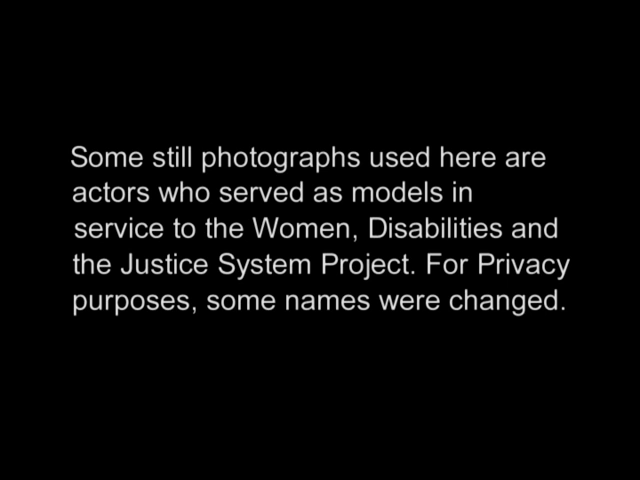 Some still photographs used here are
actors who served as models in
service to the Women, Disabilities and
the Justice System Project. For Privacy
purposes, some names were changed.